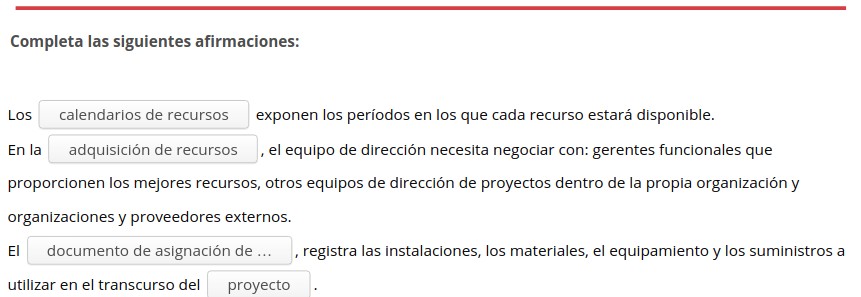 Completa las siguientes afirmaciones:
Los calendarios de recursos exponen los períodos en los que cada recurso estará disponible.
En la adquisición de recursos , el equipo de dirección necesita negociar con: gerentes funcionales que
proporcionen los mejores recursos, otros equipos de dirección de proyectos dentro de la propia organización y
organizaciones y proveedores externos.
El documento de asignación de ... , registra las instalaciones, los materiales, el equipamiento y los suministros a
utilizar en el transcurso del proyecto .